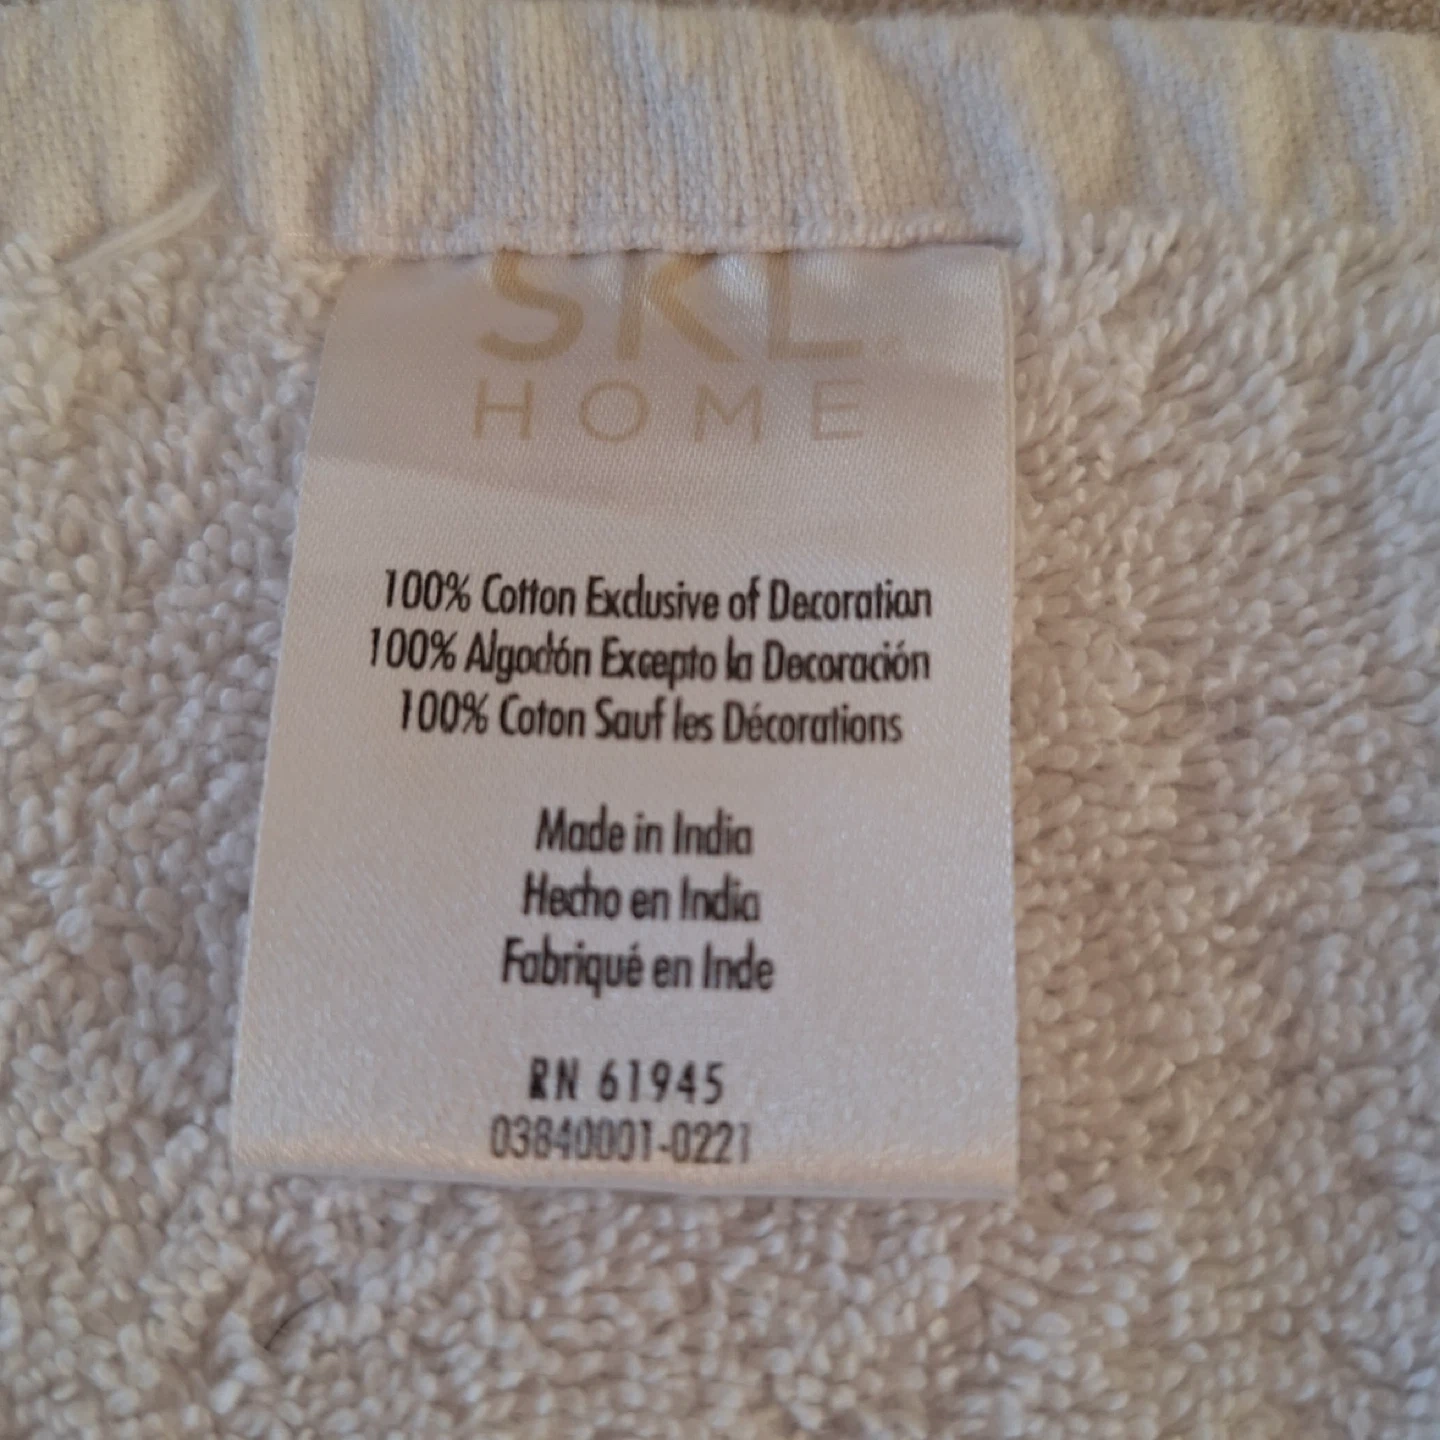 SKL
HOME
100% Cotton Exclusive of Decoration
100% Algodón Excepto la Decoración
100% Coton Sauf les Décorations
Made in India
Hecho en India
Fabriqué en Inde
RN 61945
03840001-0221